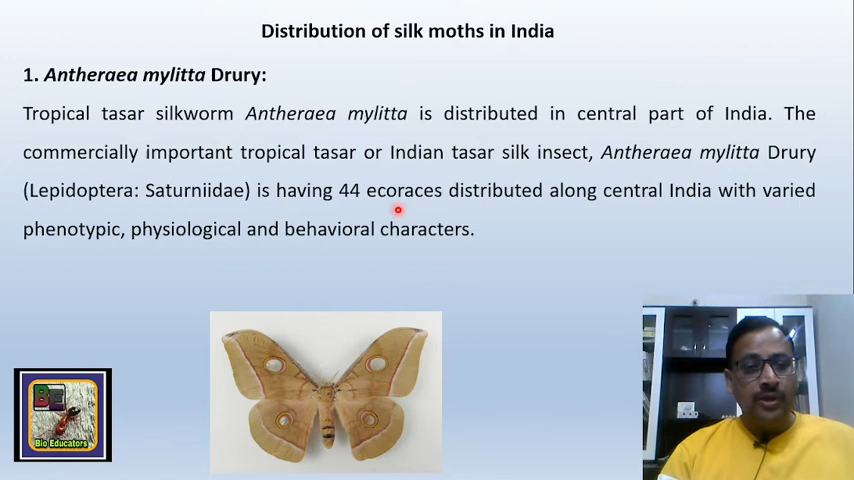 Distribution of silk moths in India
1. Antheraea mylitta Drury:
Tropical tasar silkworm Antheraea mylitta is distributed in central part of India. The
commercially important tropical tasar or Indian tasar silk insect, Antheraea mylitta Drury
(Lepidoptera: Saturniidae) is having 44 ecoraces distributed along central India with varied
phenotypic, physiological and behavioral characters.
BE
Bio Educators